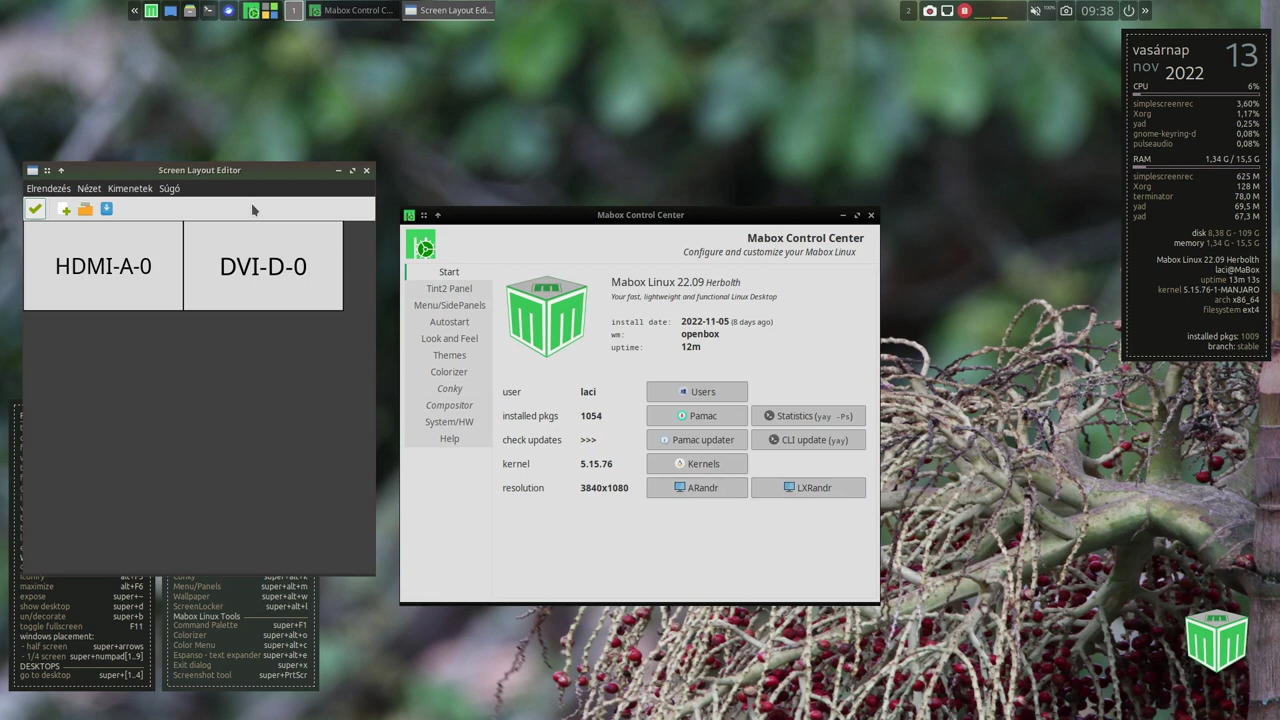 1
Mabox Control C...
Screen Layout Edi...
2
100%
09:38
vasárnap
13
nov 2022
CPU 6%
simplescreenrec 3,60%
Xorg 1,17%
yad 0,25%
gnome-keyring-d 0,08%
pulseaudio 0,08%
RAM 1,34 G / 15,5 G
simplescreenrec 625 M
Xorg 128 M
terminator 78,0 M
yad 69,5 M
yad 67,3 M
disk 8,38 G - 109 G
memory 1,34 G - 15,5 G
Mabox Linux 22.09 Herbolth
laci@MaBox
uptime 13m 13s
kernel 5.15.76-1-MANJARO
arch x86_64
filesystem ext4
installed pkgs: 1009
branch: stable
Screen Layout Editor
Elrendezés Nézet Kimenetek Súgó
HDMI-A-0 DVI-D-0
Mabox Control Center
Mabox Control Center
Configure and customize your Mabox Linux
Start
Tint2 Panel
Menu/SidePanels
Autostart
Look and Feel
Themes
Colorizer
Conky
Compositor
System/HW
Help
Mabox Linux 22.09 Herbolth
Your fast, lightweight and functional Linux Desktop
install date: 2022-11-05 (8 days ago)
wm: openbox
uptime: 12m
user laci Users
installed pkgs 1054 Pamac Statistics (yay -Ps)
check updates >>> Pamac updater CLI update (yay)
kernel 5.15.76 Kernels
resolution 3840x1080 ARandr LXRandr
maximize alt+F6
expose super+~
show desktop super+d
un/decorate super+b
toggle fullscreen F11
windows placement:
- half screen super+arrows
- 1/4 screen super+numpad[1..9]
DESKTOPS
go to desktop super+[1..4]
Conky super+alt+k
Menu/Panels super+alt+m
Wallpaper super+alt+w
ScreenLocker super+alt+l
Mabox Linux Tools
Command Palette super+F1
Colorizer super+alt+o
Color Menu super+alt+c
Espanso - text expander super+alt+e
Exit dialog super+x
Screenshot tool super+PrtScr